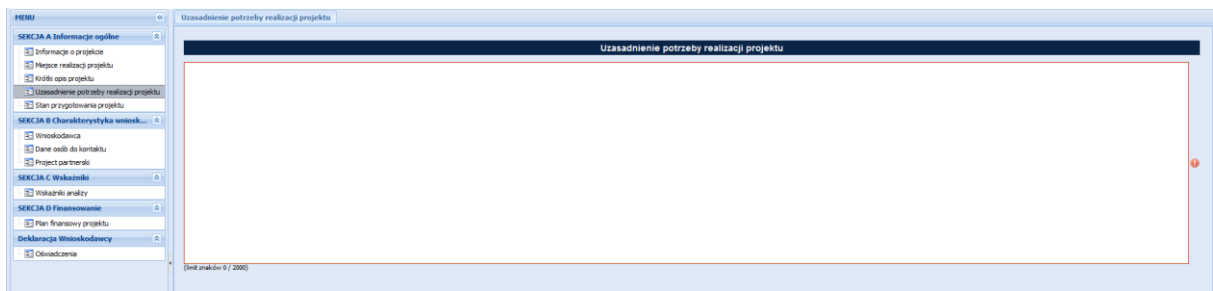 MENU
SEKCJA A Informacje ogólne
Informacje o projekcie
Miejsce realizacji projektu
Krótki opis projektu
Uzasadnienie potrzeby realizacji projektu
Stan przygotowania projektu
SEKCJA B Charakterystyka wniosk...
Wnioskodawca
Dane osób do kontaktu
Project partnerski
SEKCJA C Wskaźniki
Wskaźniki analizy
SEKCJA D Finansowanie
Plan finansowy projektu
Deklaracja Wnioskodawcy
Oświadczenia
Uzasadnienie potrzeby realizacji projektu
Uzasadnienie potrzeby realizacji projektu
(limit znaków 0 / 2000)